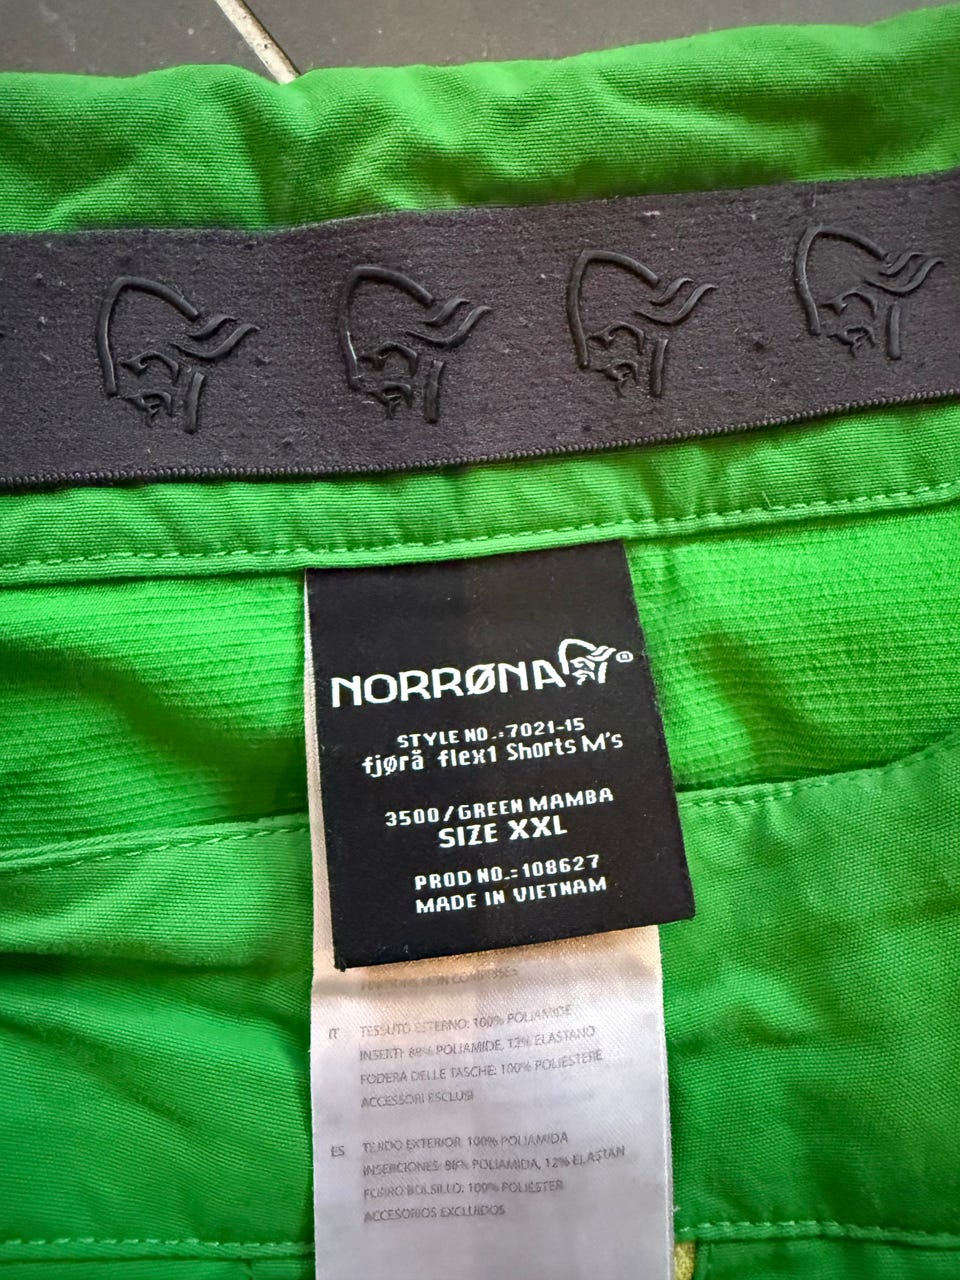 NORRØNA®
STYLE NO.:7021-15
fjørå flex1 Shorts M's
3500/GREEN MAMBA
SIZE XXL
PROD NO.:108627
MADE IN VIETNAM
IT TESSUTO ESTERNO: 100% POLIAMIDE
INSERTI: 88% POLIAMIDE, 12% ELASTANO
FODERA DELLE TASCHE: 100% POLIESTERE
ACCESSORI ESCLUSI
ES TEJIDO EXTERIOR: 100% POLIAMIDA
INSERCIONES: 88% POLIAMIDA, 12% ELASTAN
FORRO BOLSILLO: 100% POLIESTER
ACCESORIOS EXCLUIDOS